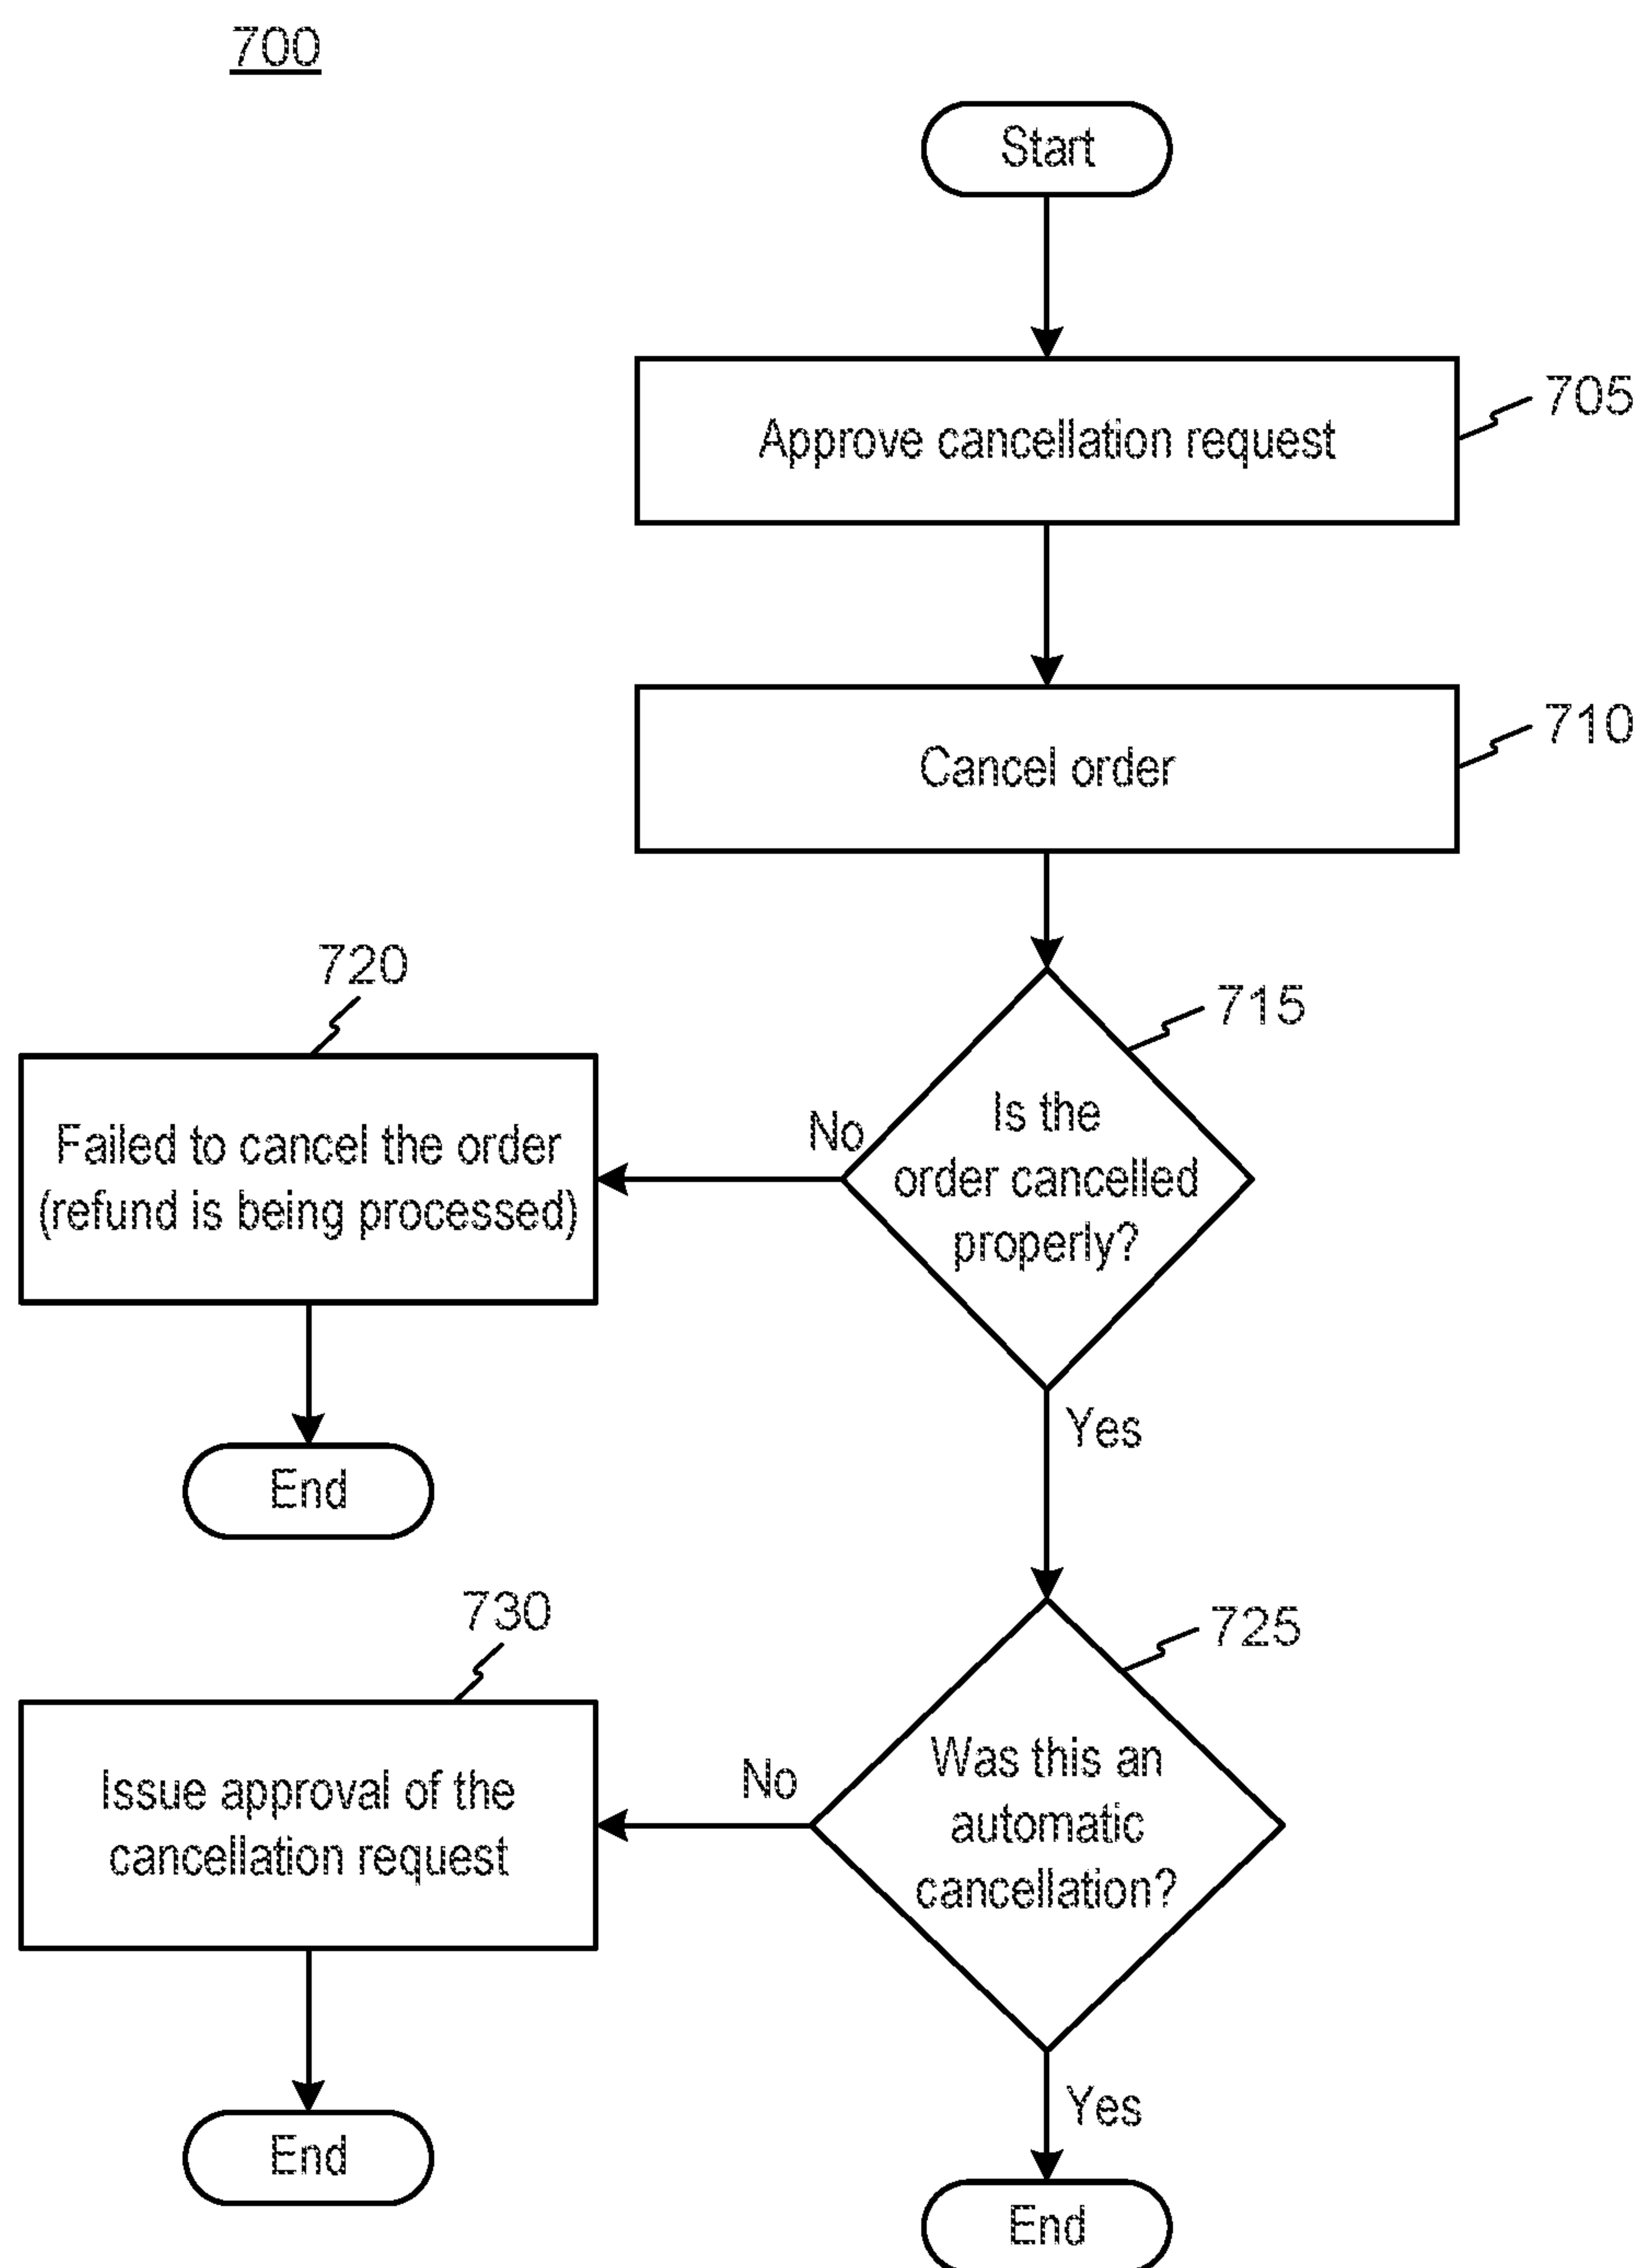 700
Start
705
Approve cancellation request
710
Cancel order
715
Is the
order cancelled
properly?
No
720
Failed to cancel the order
(refund is being processed)
End
Yes
725
Was this an
automatic
cancellation?
No
730
Issue approval of the
cancellation request
End
Yes
End